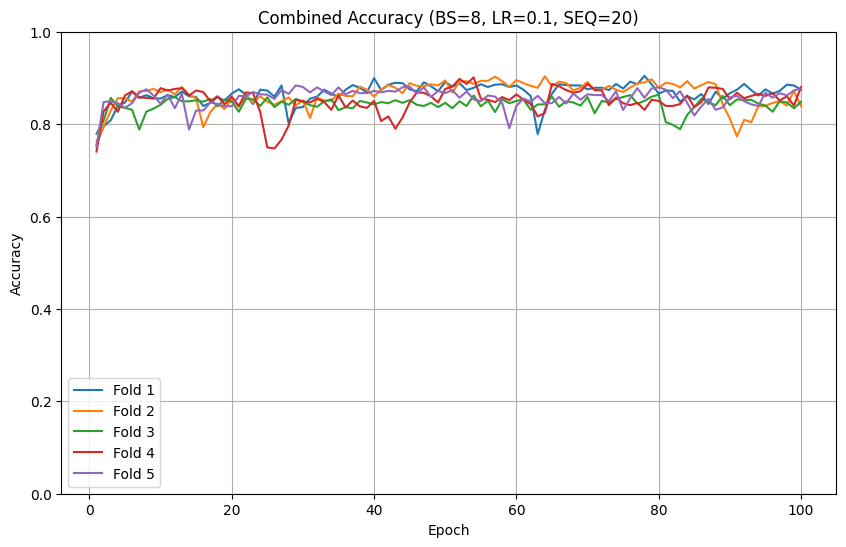 Combined Accuracy (BS=8, LR=0.1, SEQ=20)
1.0
0.8
0.6
0.4
0.2
0.0
Accuracy
Fold 1
Fold 2
Fold 3
Fold 4
Fold 5
0 20 40 60 80 100
Epoch